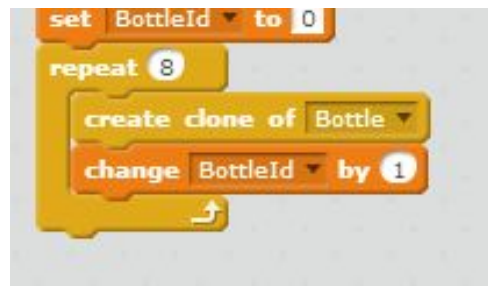 set BottleId to 0
repeat 8
create clone of Bottle
change BottleId by 1